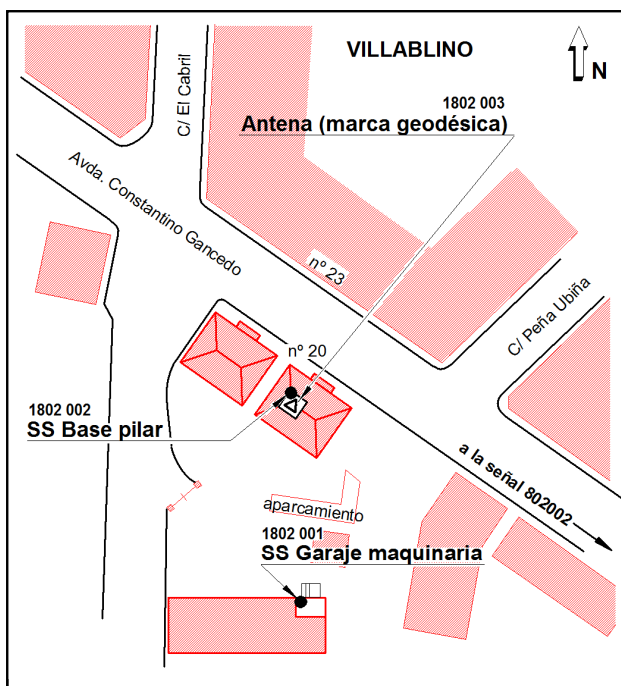 VILLABLINO
N
C/ El Cabril
1802 003
Antena (marca geodésica)
Avda. Constantino Gancedo
nº 23
C/ Peña Ubiña
nº 20
1802 002
SS Base pilar
a la señal 802002
aparcamiento
1802 001
SS Garaje maquinaria